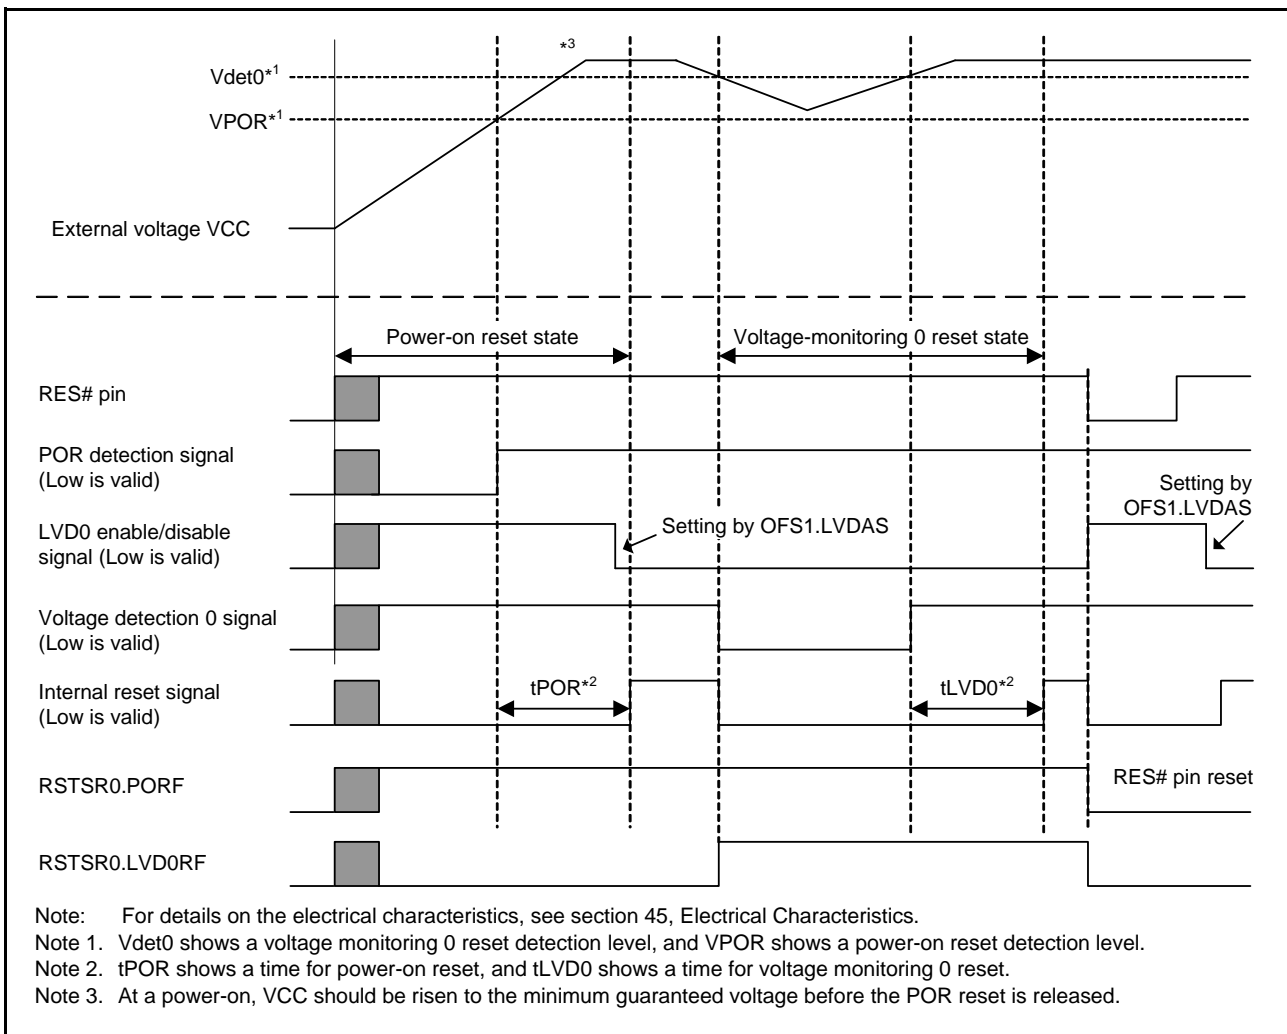 *3
Vdet0*1
VPOR*1
External voltage VCC
Power-on reset state
Voltage-monitoring 0 reset state
RES# pin
POR detection signal
(Low is valid)
Setting by
OFS1.LVDAS
LVD0 enable/disable
signal (Low is valid)
Setting by OFS1.LVDAS
Voltage detection 0 signal
(Low is valid)
Internal reset signal
(Low is valid)
tPOR*2
tLVD0*2
RSTSR0.PORF
RES# pin reset
RSTSR0.LVD0RF
Note: For details on the electrical characteristics, see section 45, Electrical Characteristics.
Note 1. Vdet0 shows a voltage monitoring 0 reset detection level, and VPOR shows a power-on reset detection level.
Note 2. tPOR shows a time for power-on reset, and tLVD0 shows a time for voltage monitoring 0 reset.
Note 3. At a power-on, VCC should be risen to the minimum guaranteed voltage before the POR reset is released.